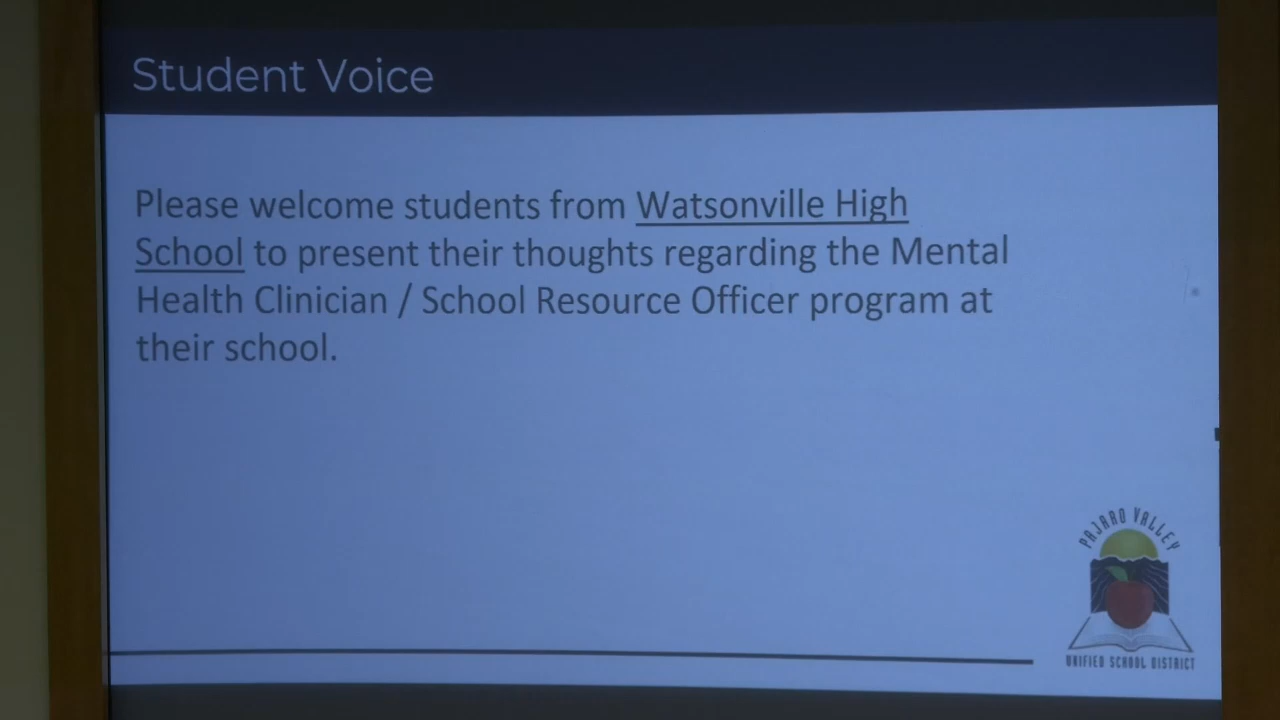 Student Voice
Please welcome students from Watsonville High
School to present their thoughts regarding the Mental
Health Clinician / School Resource Officer program at
their school.
PAJARO VALLEY
UNIFIED SCHOOL DISTRICT